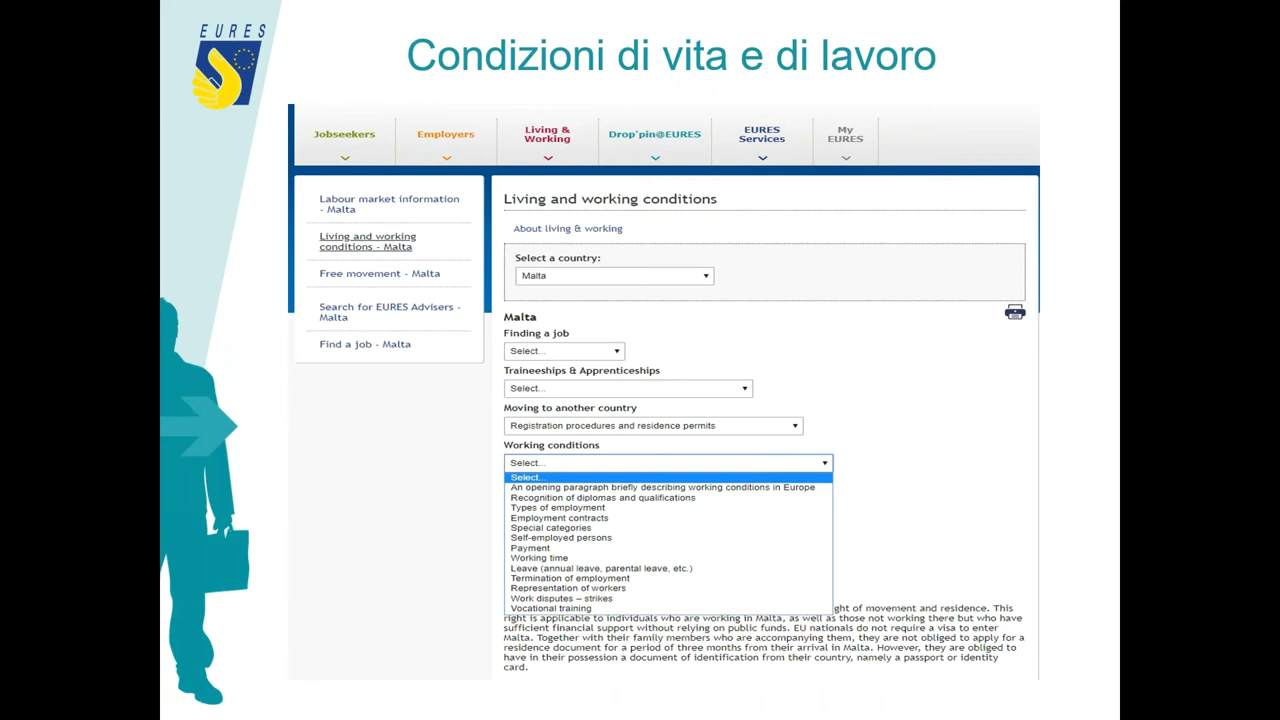 EURES
Condizioni di vita e di lavoro
Jobseekers
Employers
Living &
Working
Drop'pin@EURES
EURES
Services
My
EURES
Labour market information
- Malta
Living and working
conditions - Malta
Free movement - Malta
Search for EURES Advisers -
Malta
Find a job - Malta
Living and working conditions
About living & working
Select a country:
Malta
Malta
Finding a job
Select...
Traineeships & Apprenticeships
Select...
Moving to another country
Registration procedures and residence permits
Working conditions
Select...
Select...
An opening paragraph briefly describing working conditions in Europe
Recognition of diplomas and qualifications
Types of employment
Employment contracts
Special categories
Self-employed persons
Payment
Working time
Leave (annual leave, parental leave, etc.)
Termination of employment
Representation of workers
Work disputes – strikes
Vocational training
of movement and residence. This
right is applicable to individuals who are working in Malta, as well as those not working there but who have
sufficient financial support without relying on public funds. EU nationals do not require a visa to enter
Malta. Together with their family members who are accompanying them, they are not obliged to apply for a
residence document for a period of three months from their arrival in Malta. However, they are obliged to
have in their possession a document of identification from their country, namely a passport or identity
card.